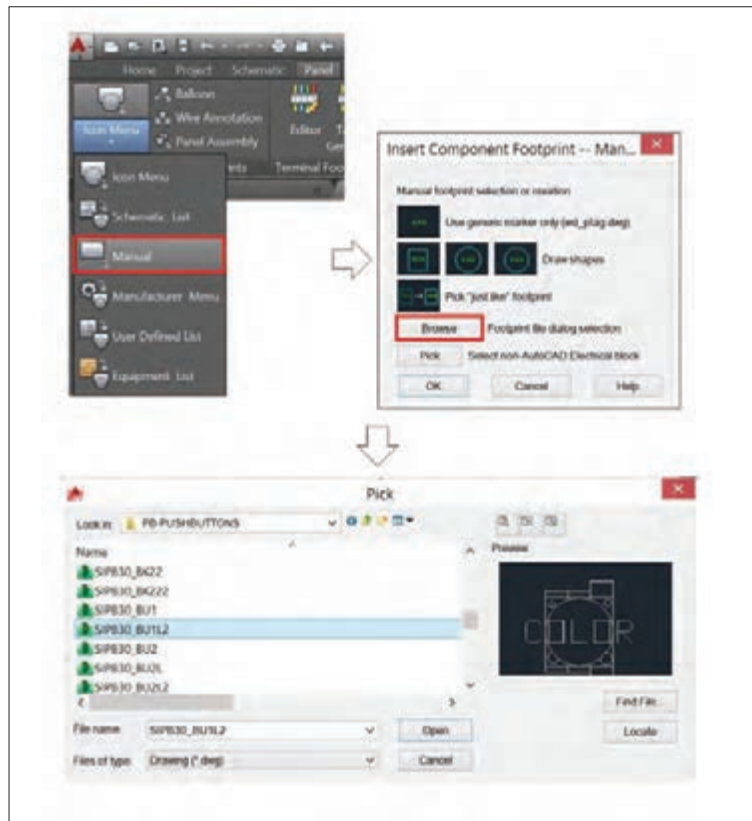 Home Project Schematic Panel
Icon Menu
Balloon
Wire Annotation
Panel Assembly
Editor
Terminal Foo
Icon Menu
Schematic List
Manual
Manufacturer Menu
User Defined List
Equipment List
Insert Component Footprint -- Man...
Manual footprint selection or creation
Use generic marker only (wd_ptag.dwg)
Draw shapes
Pick "just like" footprint
Browse Footprint file dialog selection
Pick Select non-AutoCAD Electrical block
OK Cancel Help
Pick
Look in: PB-PUSHBUTTONS
Name
Preview
SIPB30_BK22
SIPB30_BK222
SIPB30_BU1
SIPB30_BU1L2
SIPB30_BU2
SIPB30_BU2L
SIPB30_BU2L2
COLOR
Find File...
Locate
File name: SIPB30_BU1L2 Open
Files of type: Drawing (*.dwg) Cancel